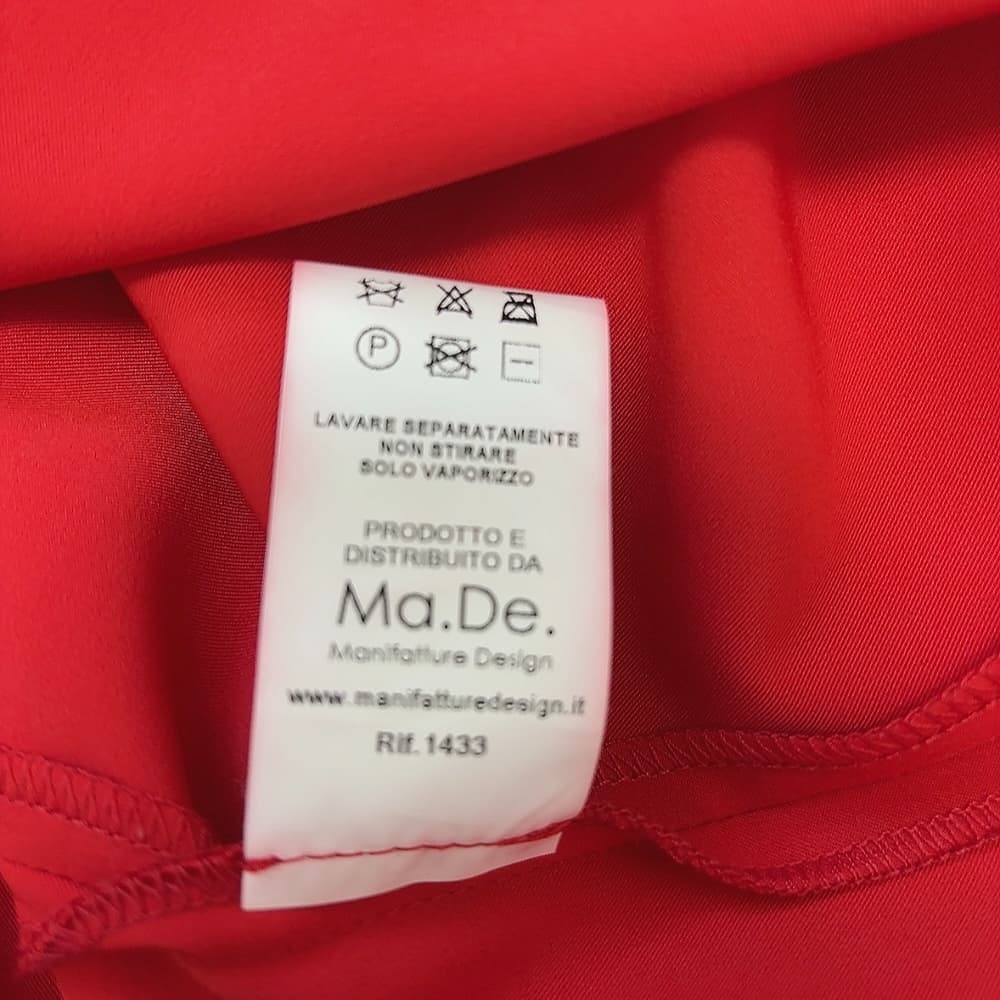 P
LAVARE SEPARATAMENTE
NON STIRARE
SOLO VAPORIZZO
PRODOTTO E
DISTRIBUITO DA
Ma.De.
Manifatture Design
www.manifatturedesign.it
Rif.1433